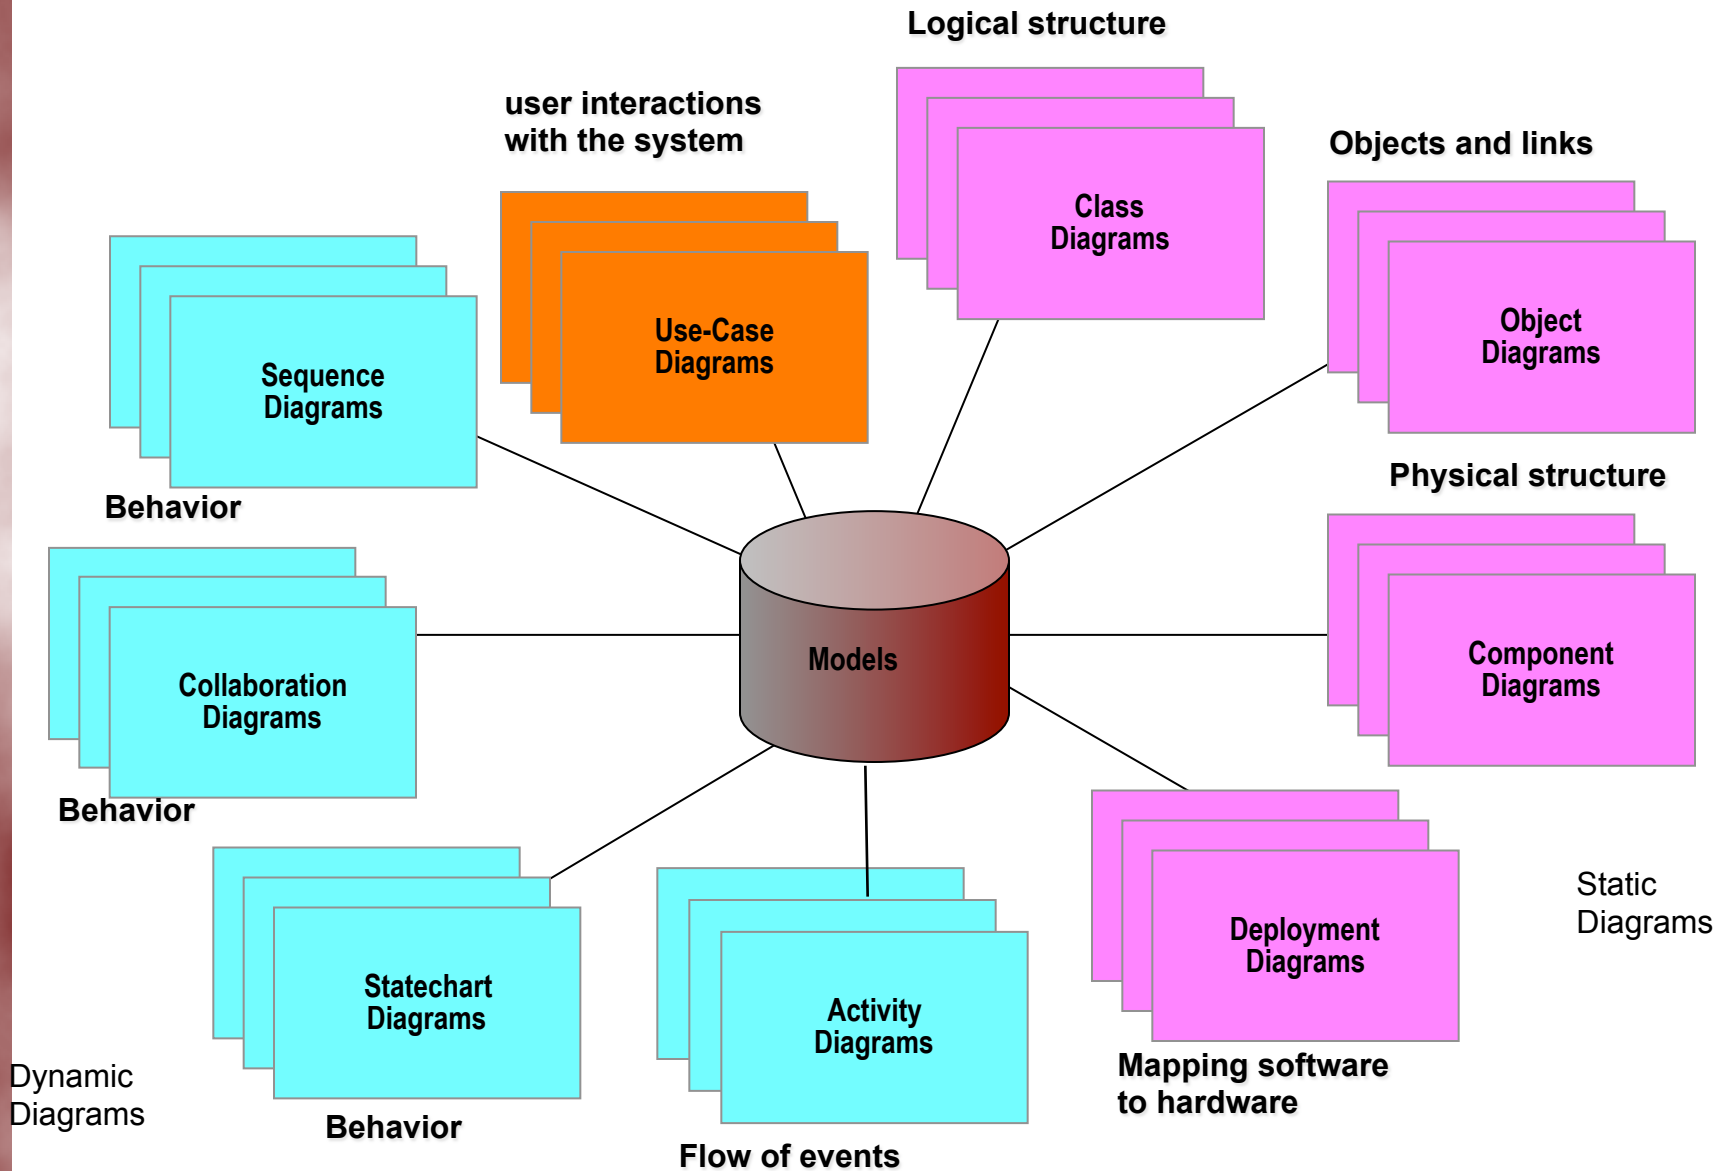 Logical structure
user interactions
with the system
Class
Diagrams
Objects and links
Object
Diagrams
Use-Case
Diagrams
Sequence
Diagrams
Behavior
Physical structure
Models
Component
Diagrams
Collaboration
Diagrams
Behavior
Static
Diagrams
Deployment
Diagrams
Statechart
Diagrams
Activity
Diagrams
Mapping software
to hardware
Dynamic
Diagrams
Behavior
Flow of events